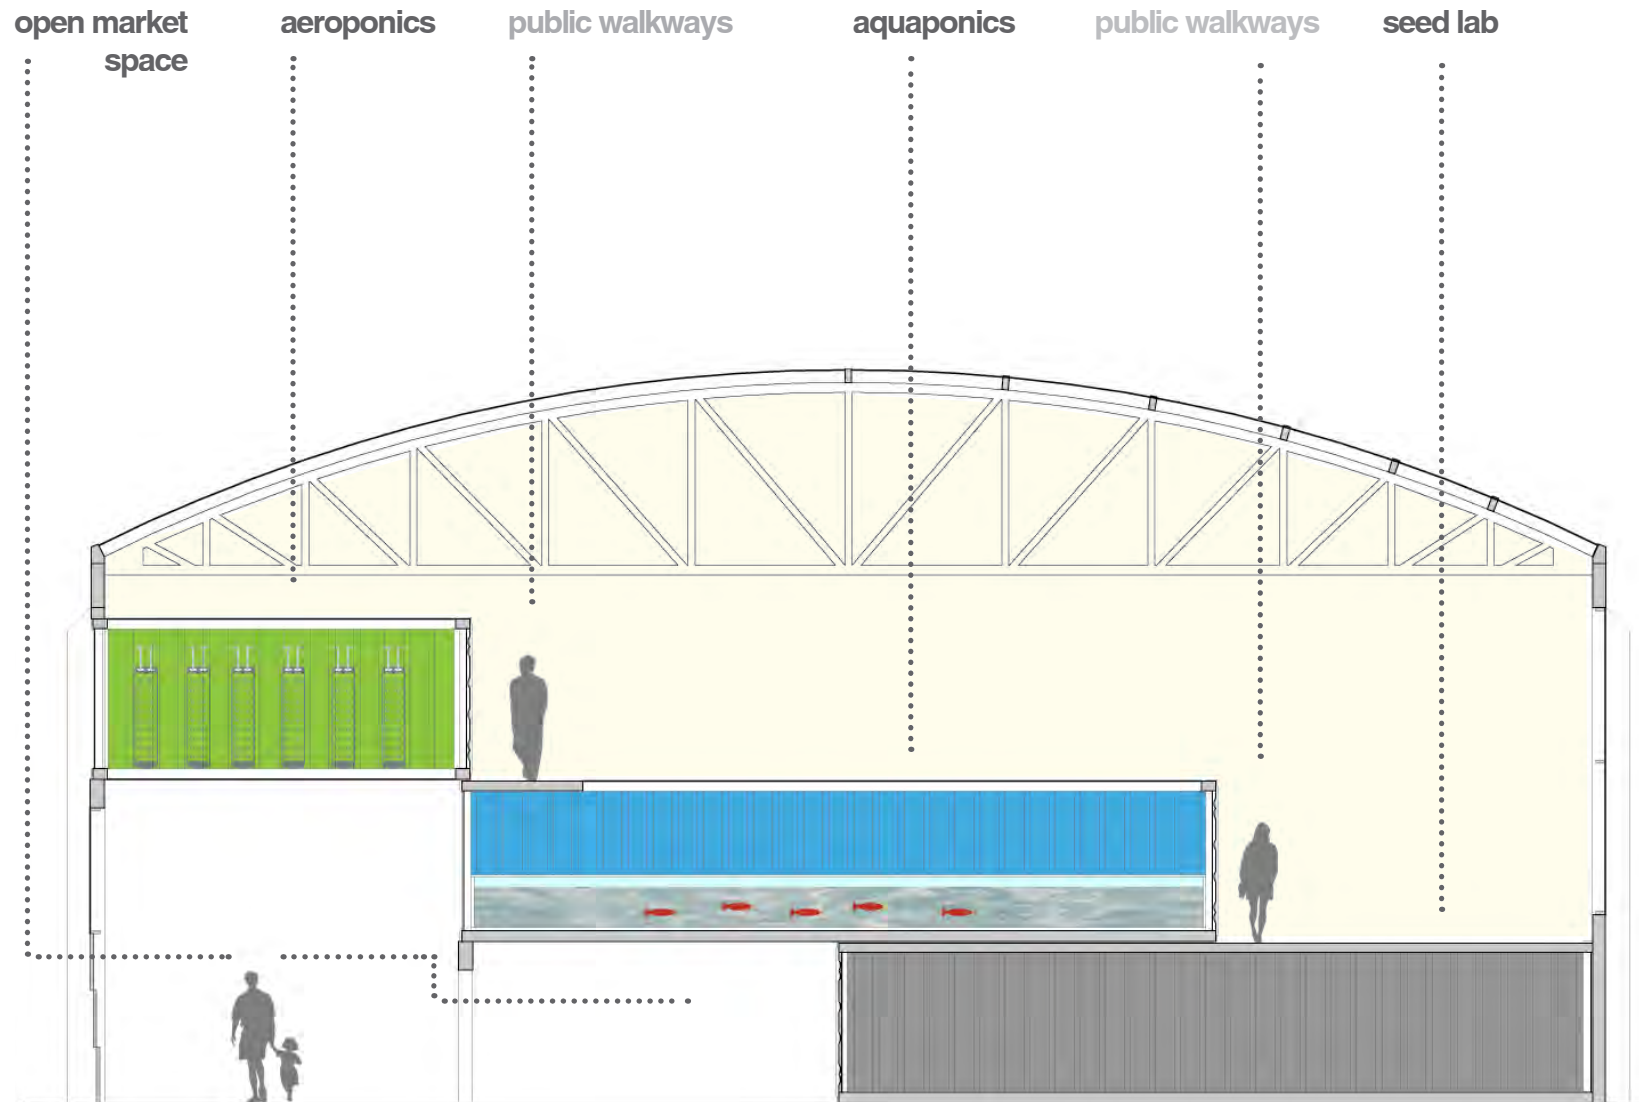 open market
space
aeroponics
public walkways
aquaponics
public walkways
seed lab